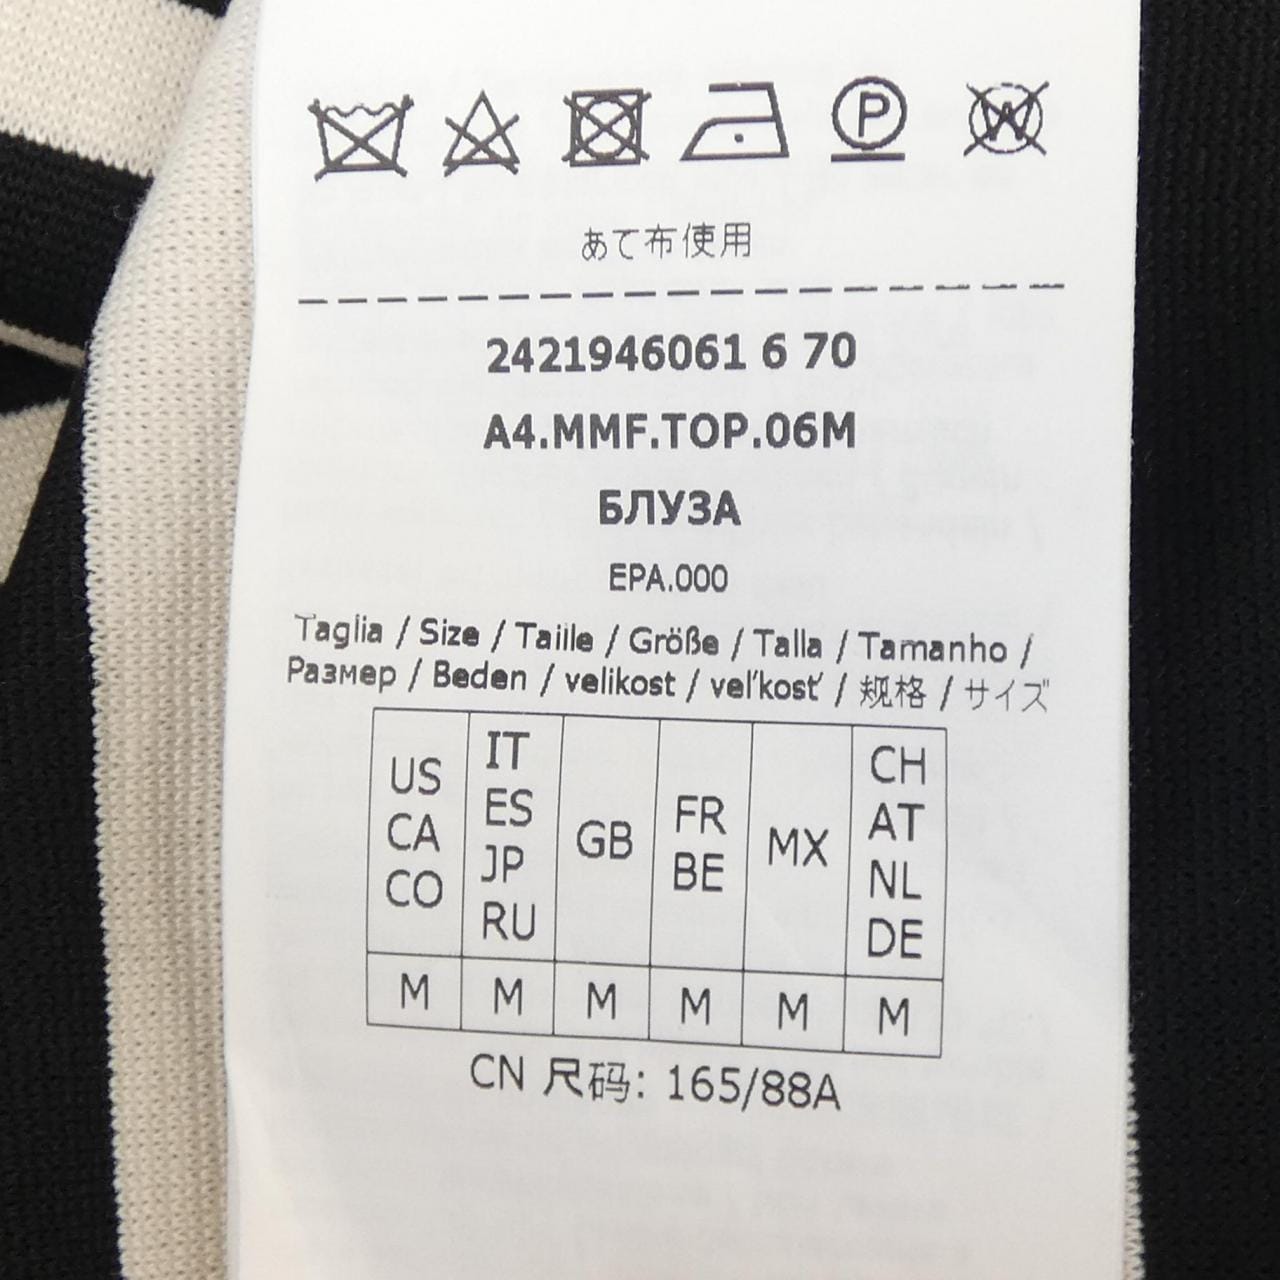 P W
あて布使用
2421946061 6 70
A4.MMF.TOP.06M
БЛУЗА
EPA.000
Taglia / Size / Taille / Größe / Talla / Tamanho /
Размер / Beden / velikost / veľkosť / 规格 / サイズ
US CA CO IT ES JP RU GB FR BE MX CH AT NL DE
M M M M M M
CN 尺码: 165/88A